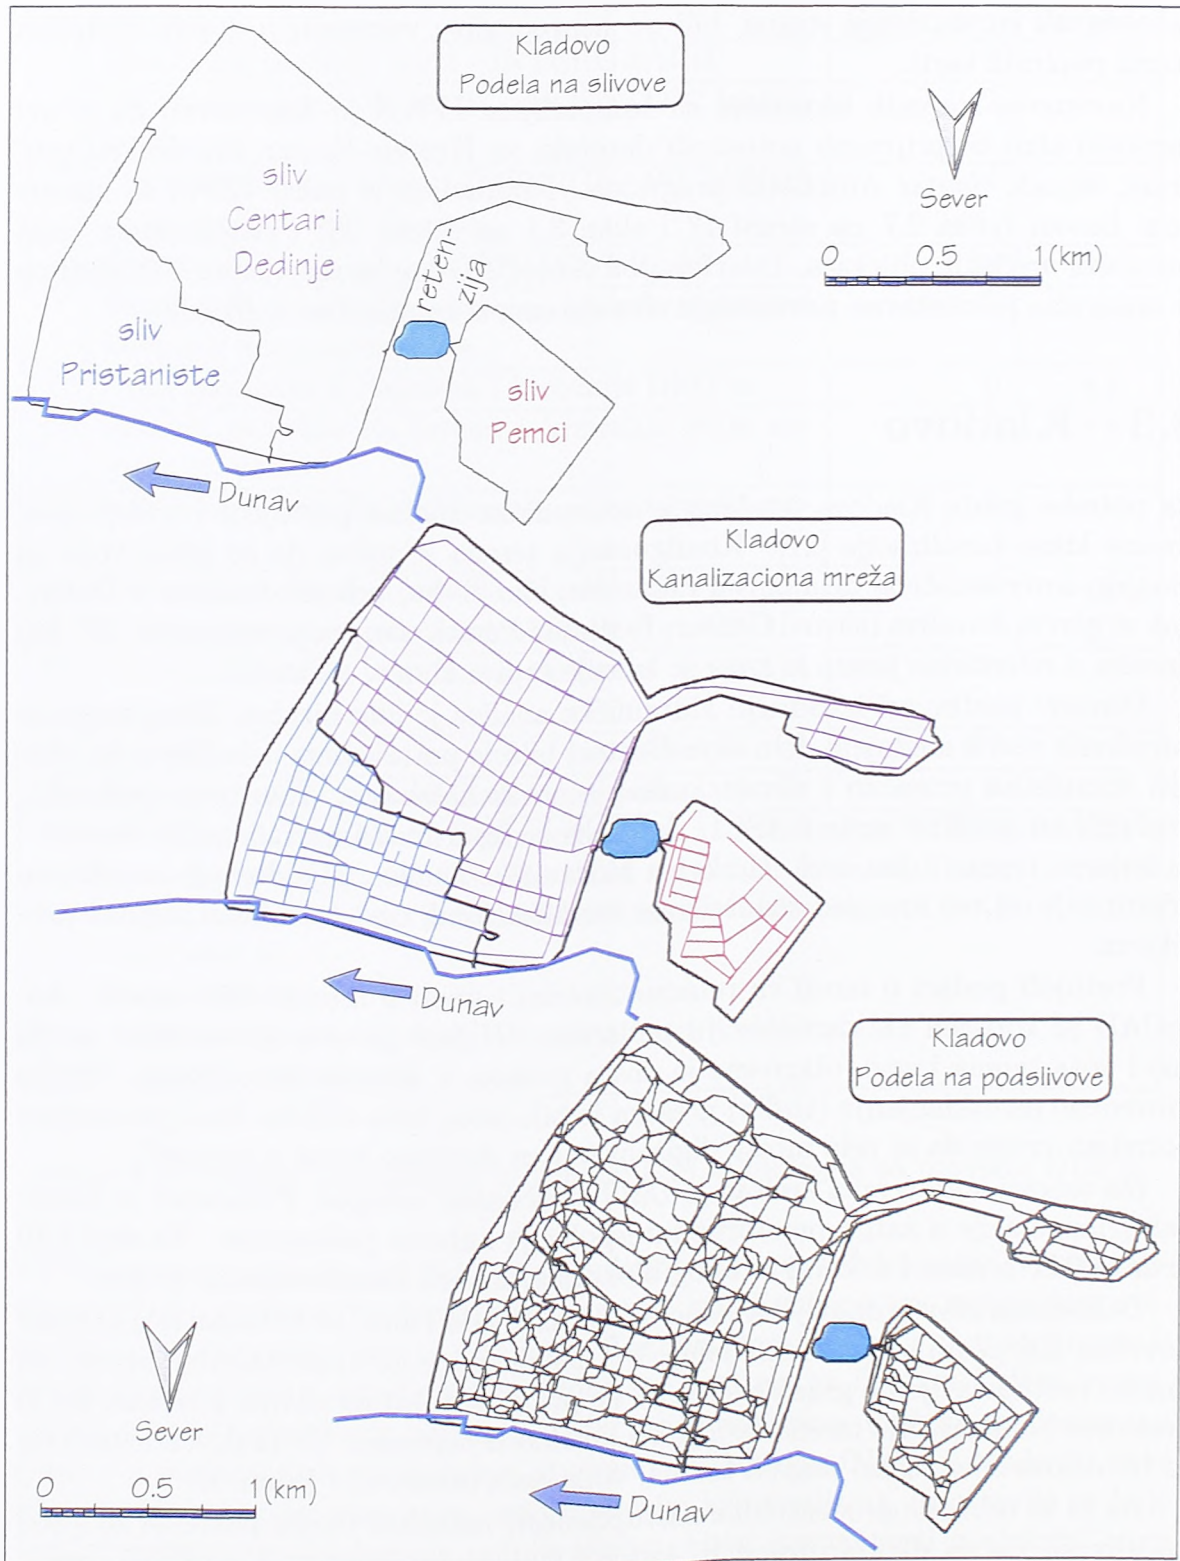 Kladovo
Podela na slivove
Sever
0 0.5 1(km)
sliv
Centar i
Dedinje
reten-
zija
sliv
Pristaniste
sliv
Pemci
Dunav
Kladovo
Kanalizaciona mreža
Dunav
Kladovo
Podela na podslivove
Sever
0 0.5 1(km)
Dunav